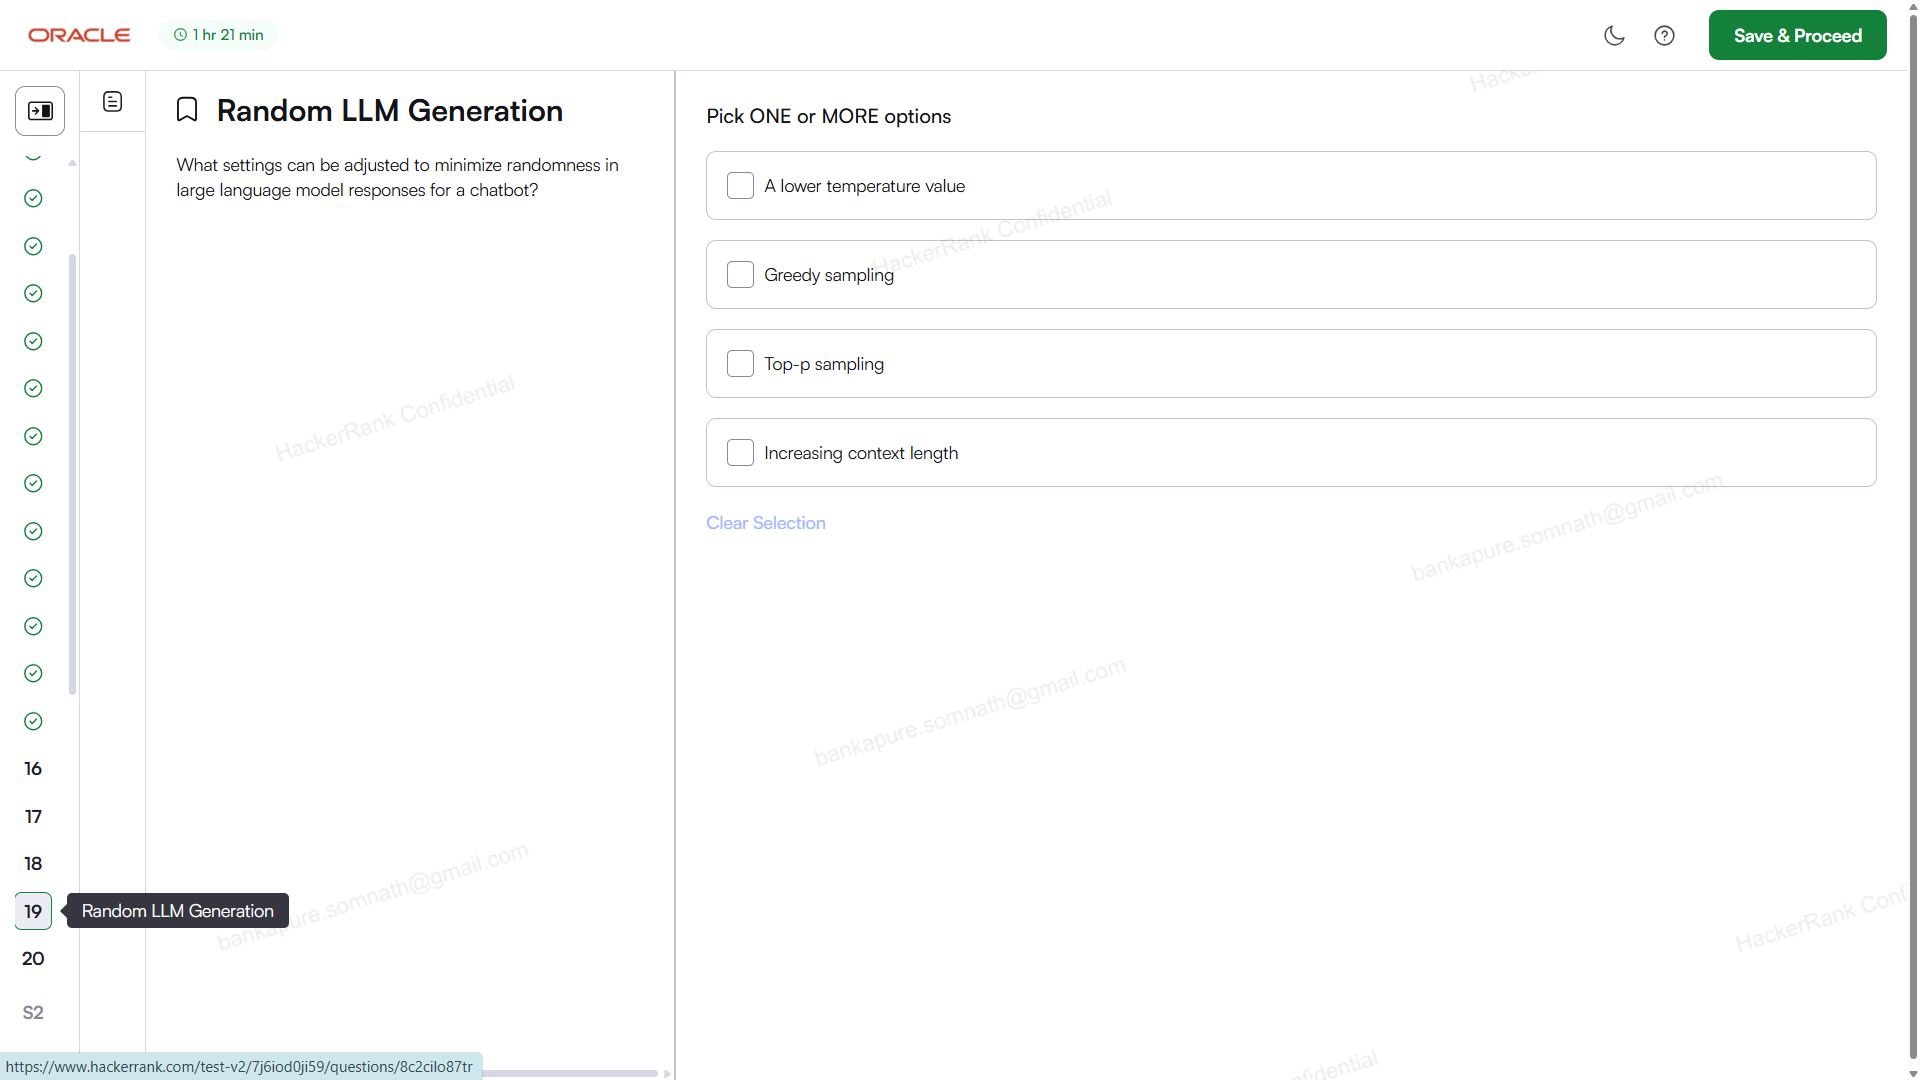 ORACLE
1 hr 21 min
Save & Proceed
Random LLM Generation
What settings can be adjusted to minimize randomness in
large language model responses for a chatbot?
Pick ONE or MORE options
A lower temperature value
Greedy sampling
Top-p sampling
Increasing context length
Clear Selection
16
17
18
19
Random LLM Generation
20
S2
https://www.hackerrank.com/test-v2/7j6iod0ji59/questions/8c2cilo87tr
HackerRank Confidential
HackerRank Confidential
bankapure.somnath@gmail.com
bankapure.somnath@gmail.com
bankapure.somnath@gmail.com
HackerRank Conf